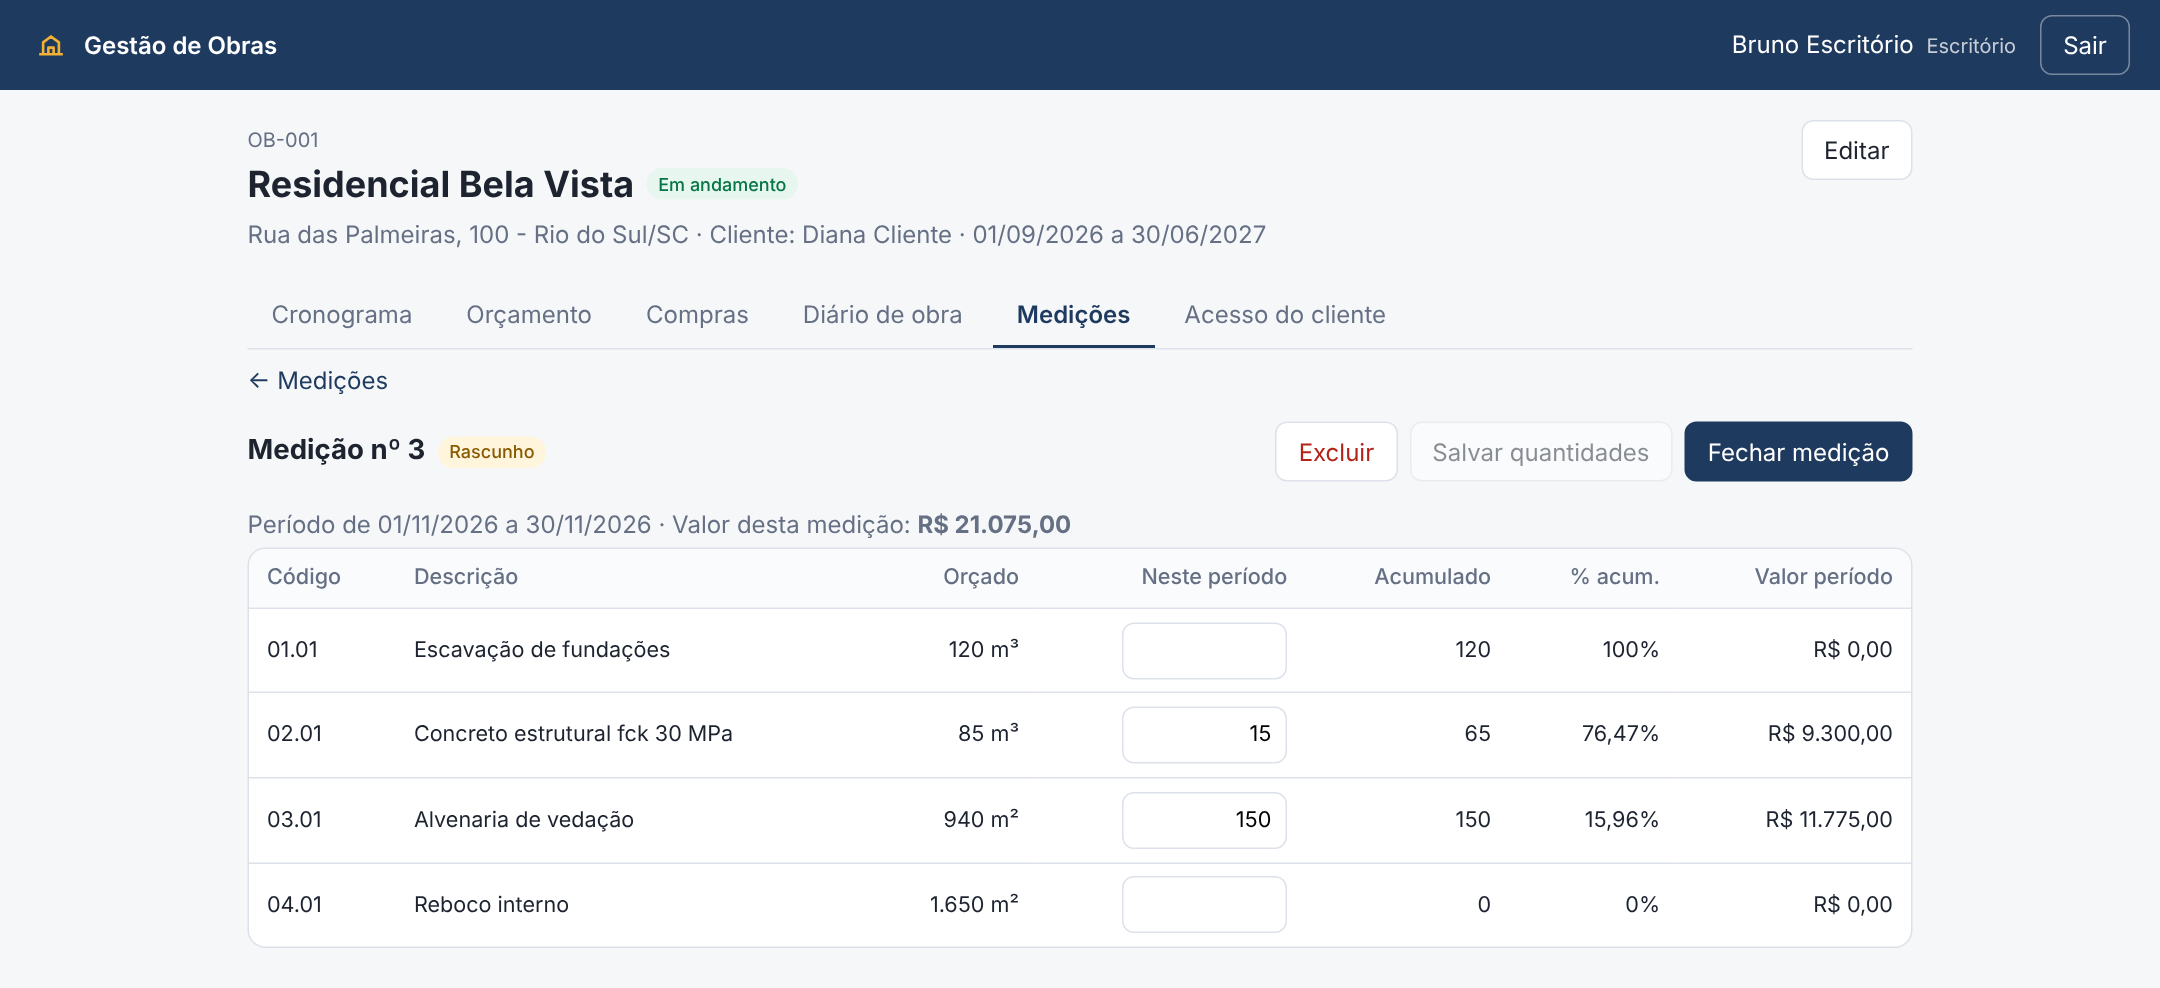 Gestão de Obras
Bruno Escritório Escritório Sair
OB-001
Editar
Residencial Bela Vista Em andamento
Rua das Palmeiras, 100 - Rio do Sul/SC · Cliente: Diana Cliente · 01/09/2026 a 30/06/2027
Cronograma Orçamento Compras Diário de obra Medições Acesso do cliente
← Medições
Medição nº 3 Rascunho Excluir Salvar quantidades Fechar medição
Período de 01/11/2026 a 30/11/2026 · Valor desta medição: R$ 21.075,00
Código Descrição Orçado Neste período Acumulado % acum. Valor período
01.01 Escavação de fundações 120 m³ 120 100% R$ 0,00
02.01 Concreto estrutural fck 30 MPa 85 m³ 15 65 76,47% R$ 9.300,00
03.01 Alvenaria de vedação 940 m² 150 150 15,96% R$ 11.775,00
04.01 Reboco interno 1.650 m² 0 0% R$ 0,00